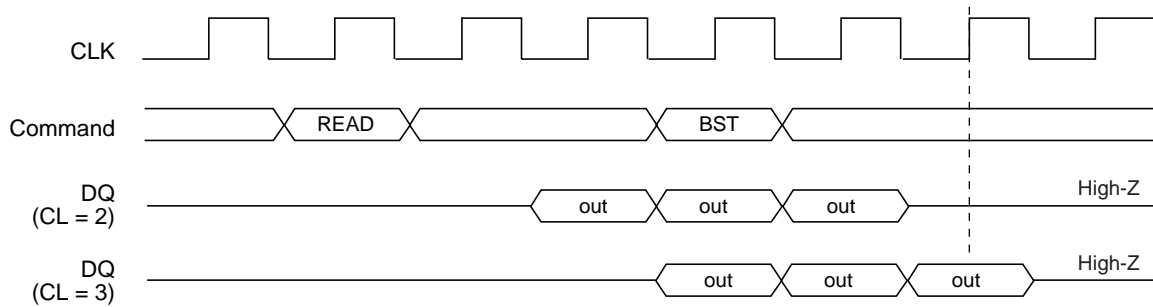 CLK
Command
READ
BST
DQ
(CL = 2)
out
out
out
High-Z
DQ
(CL = 3)
out
out
out
High-Z